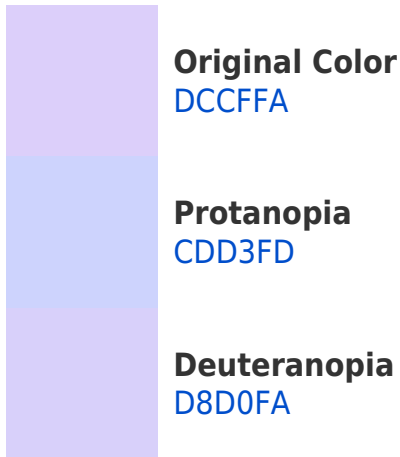 Original Color
DCCFFA
Protanopia
CDD3FD
Deuteranopia
D8D0FA